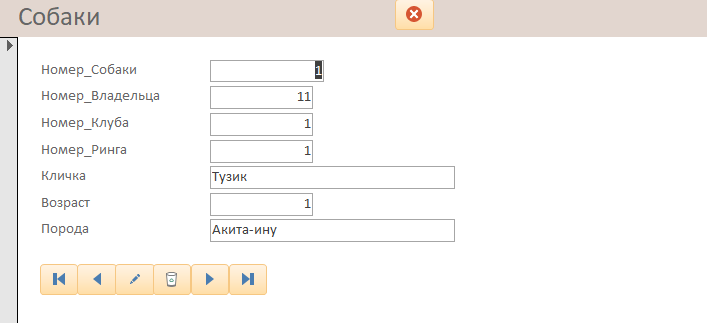 Собаки
Номер_Собаки 1
Номер_Владельца 11
Номер_Клуба 1
Номер_Ринга 1
Кличка Тузик
Возраст 1
Порода Акита-ину